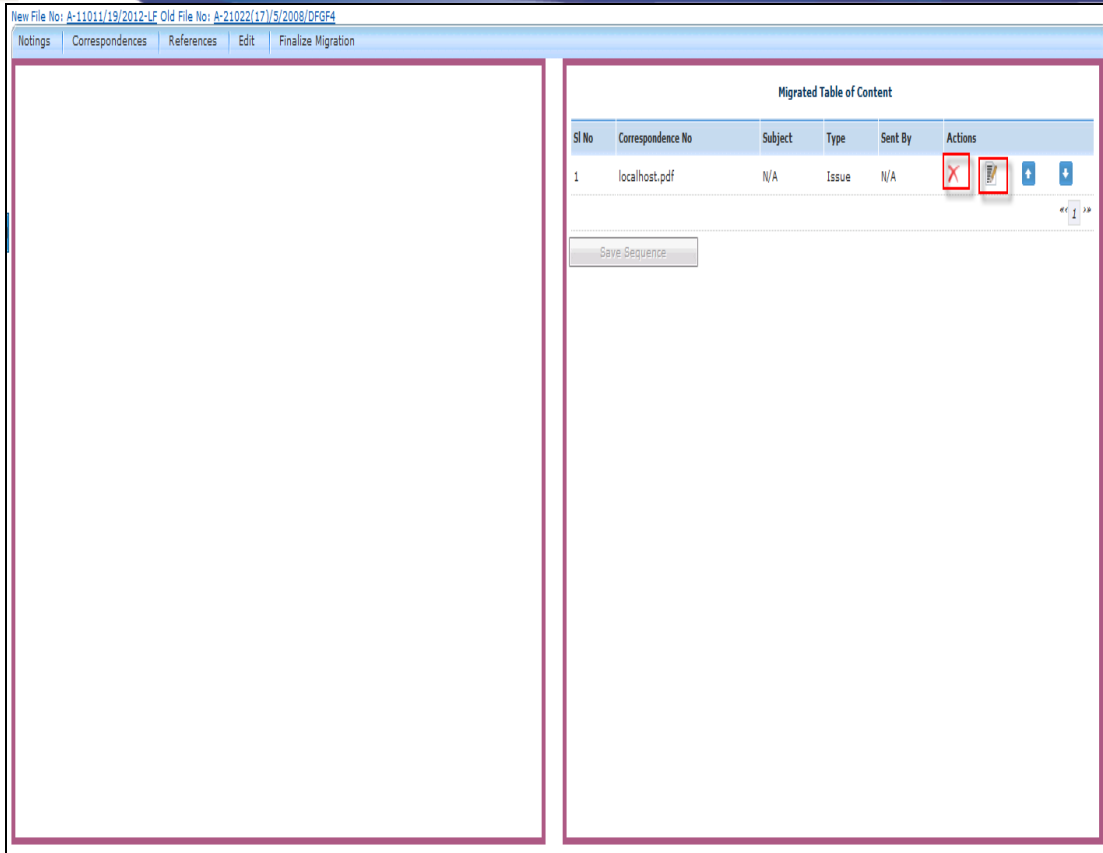 New File No: A-11011/19/2012-LF Old File No: A-21022(17)/5/2008/DFGF4
Notings Correspondences References Edit Finalize Migration
Migrated Table of Content
Sl No Correspondence No Subject Type Sent By Actions
1 localhost.pdf N/A Issue N/A
«« 1 »»
Save Sequence